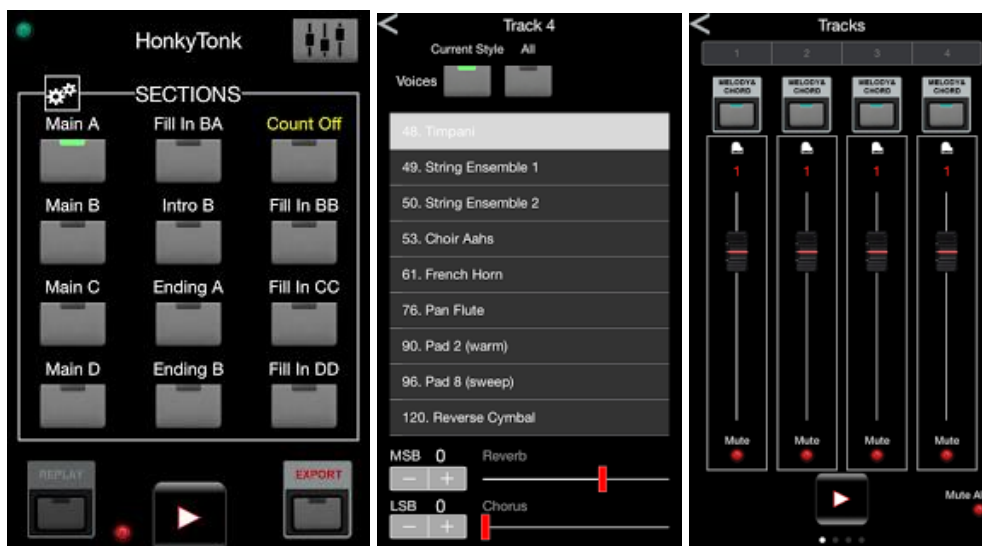 HonkyTonk
SECTIONS
Main A Fill In BA Count Off
Main B Intro B Fill In BB
Main C Ending A Fill In CC
Main D Ending B Fill In DD
REPLAY EXPORT
Track 4
Current Style All
Voices
48. Timpani
49. String Ensemble 1
50. String Ensemble 2
53. Choir Aahs
61. French Horn
76. Pan Flute
90. Pad 2 (warm)
96. Pad 8 (sweep)
120. Reverse Cymbal
MSB 0 Reverb
LSB 0 Chorus
Tracks
1 2 3 4
MELODY& MELODY& MELODY& MELODY&
CHORD CHORD CHORD CHORD
1 1 1 1
Mute Mute Mute Mute
Mute Al